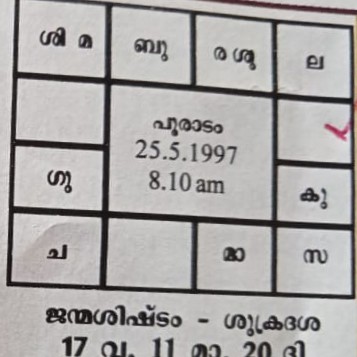 ശി മ ബു ര ശു ല
പൂരാടം
25.5.1997
8.10 am
ഗു കു
ച മാ സ
ജന്മശിഷ്ടം - ശുക്രദശ
17 വ. 11 മാ. 20 ദി